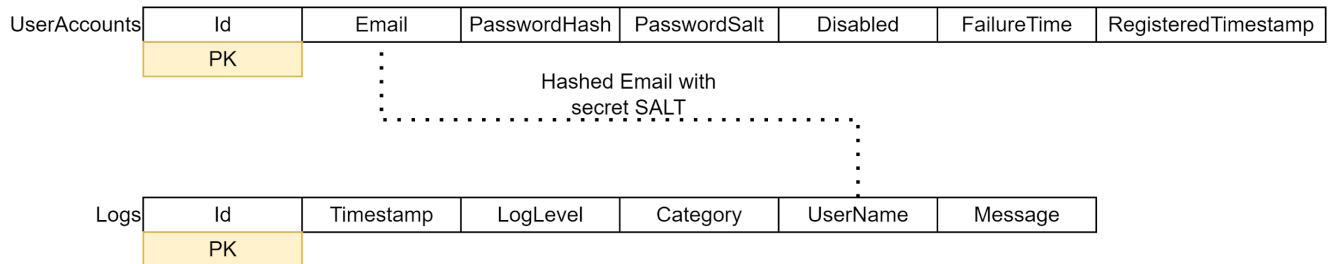 UserAccounts Id Email PasswordHash PasswordSalt Disabled FailureTime RegisteredTimestamp
PK
Hashed Email with
secret SALT
Logs Id Timestamp LogLevel Category UserName Message
PK